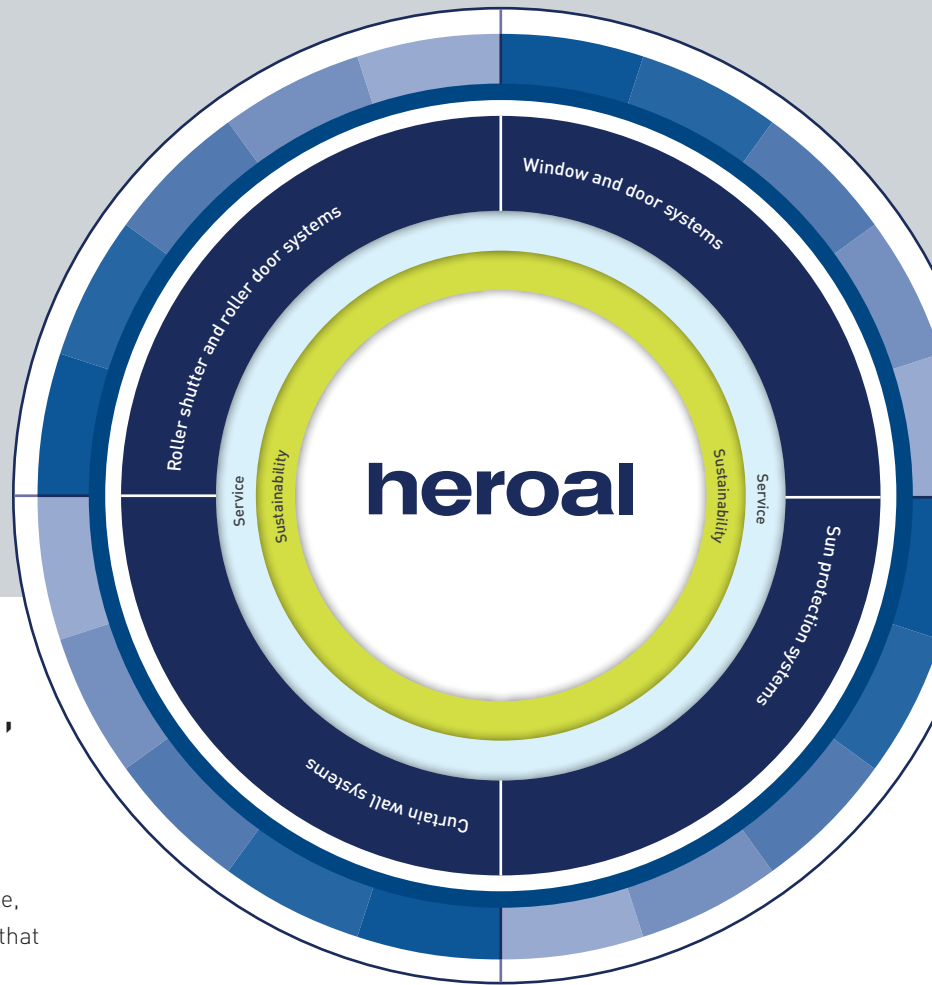 Window and door systems
Roller shutter and roller door systems
Service
Sustainability
heroal
Sustainability
Service
Sun protection systems
Curtain wall systems
,
e,
that